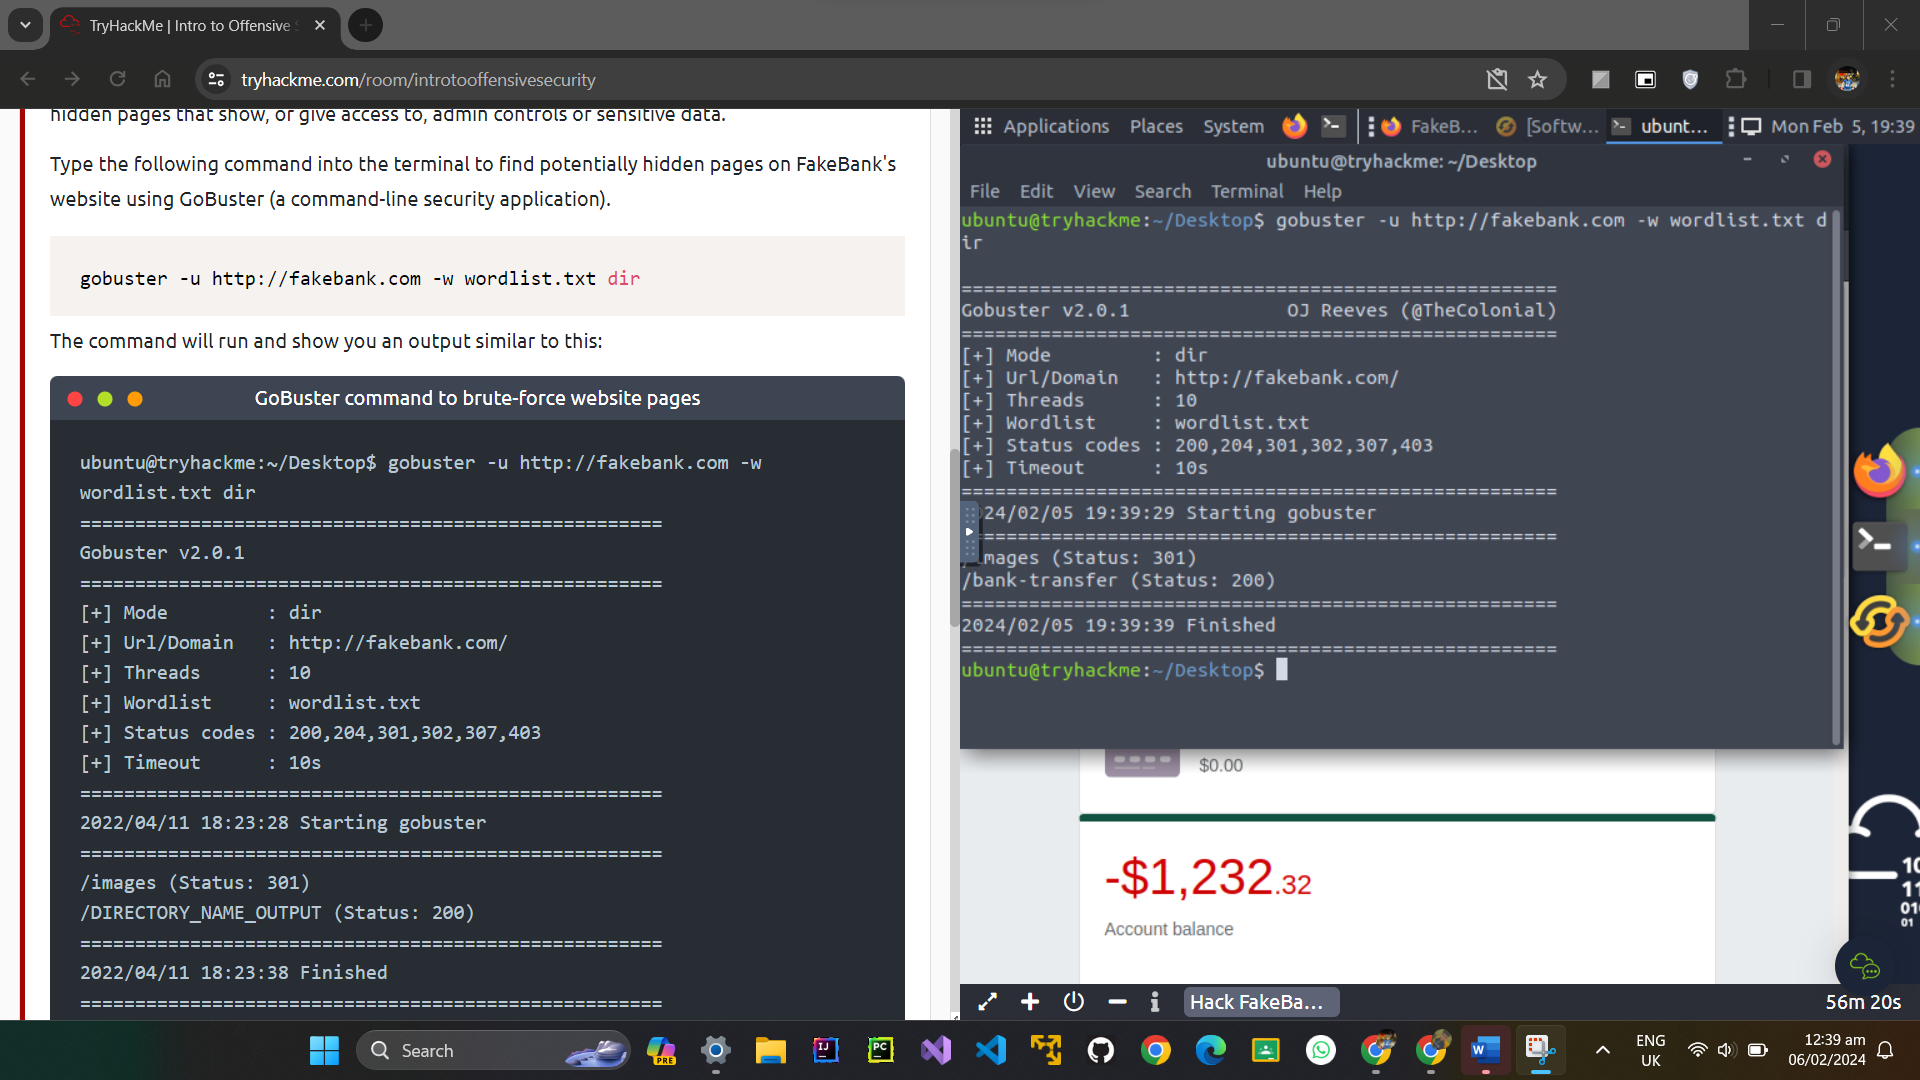 TryHackMe | Intro to Offensive S
tryhackme.com/room/introtooffensivesecurity
hidden pages that show, or give access to, admin controls or sensitive data.
Type the following command into the terminal to find potentially hidden pages on FakeBank's
website using GoBuster (a command-line security application).
gobuster -u http://fakebank.com -w wordlist.txt dir
The command will run and show you an output similar to this:
GoBuster command to brute-force website pages
ubuntu@tryhackme:~/Desktop$ gobuster -u http://fakebank.com -w
wordlist.txt dir
=====================================================
Gobuster v2.0.1
=====================================================
[+] Mode         : dir
[+] Url/Domain   : http://fakebank.com/
[+] Threads      : 10
[+] Wordlist     : wordlist.txt
[+] Status codes : 200,204,301,302,307,403
[+] Timeout      : 10s
=====================================================
2022/04/11 18:23:28 Starting gobuster
=====================================================
/images (Status: 301)
/DIRECTORY_NAME_OUTPUT (Status: 200)
=====================================================
2022/04/11 18:23:38 Finished
=====================================================
Applications Places System FakeB... [Softw... ubunt... Mon Feb 5, 19:39
ubuntu@tryhackme: ~/Desktop
File Edit View Search Terminal Help
ubuntu@tryhackme:~/Desktop$ gobuster -u http://fakebank.com -w wordlist.txt d
ir
=====================================================
Gobuster v2.0.1              OJ Reeves (@TheColonial)
=====================================================
[+] Mode         : dir
[+] Url/Domain   : http://fakebank.com/
[+] Threads      : 10
[+] Wordlist     : wordlist.txt
[+] Status codes : 200,204,301,302,307,403
[+] Timeout      : 10s
=====================================================
24/02/05 19:39:29 Starting gobuster
=====================================================
mages (Status: 301)
/bank-transfer (Status: 200)
=====================================================
2024/02/05 19:39:39 Finished
=====================================================
ubuntu@tryhackme:~/Desktop$
$0.00
-$1,232.32
Account balance
Hack FakeBa... 56m 20s
Search
ENG
UK
12:39 am
06/02/2024